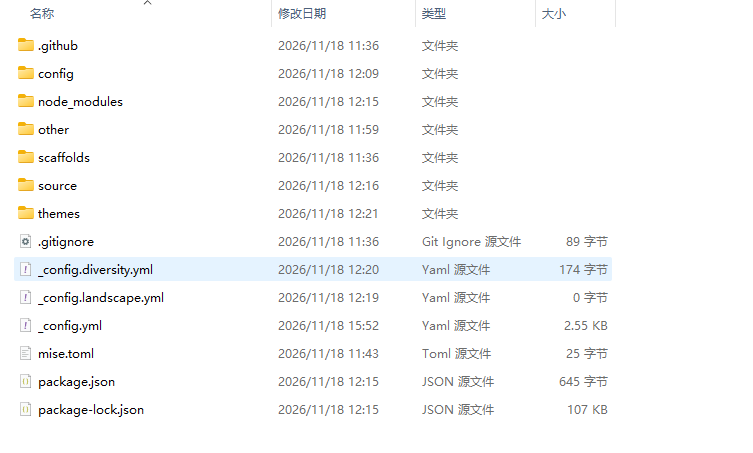 名称 修改日期 类型 大小
.github 2026/11/18 11:36 文件夹
config 2026/11/18 12:09 文件夹
node_modules 2026/11/18 12:15 文件夹
other 2026/11/18 11:59 文件夹
scaffolds 2026/11/18 11:36 文件夹
source 2026/11/18 12:16 文件夹
themes 2026/11/18 12:21 文件夹
.gitignore 2026/11/18 11:36 Git Ignore 源文件 89 字节
_config.diversity.yml 2026/11/18 12:20 Yaml 源文件 174 字节
_config.landscape.yml 2026/11/18 12:19 Yaml 源文件 0 字节
_config.yml 2026/11/18 15:52 Yaml 源文件 2.55 KB
mise.toml 2026/11/18 11:43 Toml 源文件 25 字节
package.json 2026/11/18 12:15 JSON 源文件 645 字节
package-lock.json 2026/11/18 12:15 JSON 源文件 107 KB